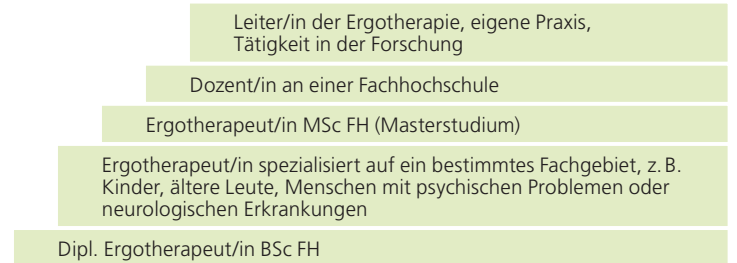 Leiter/in der Ergotherapie, eigene Praxis,
Tätigkeit in der Forschung
Dozent/in an einer Fachhochschule
Ergotherapeut/in MSc FH (Masterstudium)
Ergotherapeut/in spezialisiert auf ein bestimmtes Fachgebiet, z. B.
Kinder, ältere Leute, Menschen mit psychischen Problemen oder
neurologischen Erkrankungen
Dipl. Ergotherapeut/in BSc FH